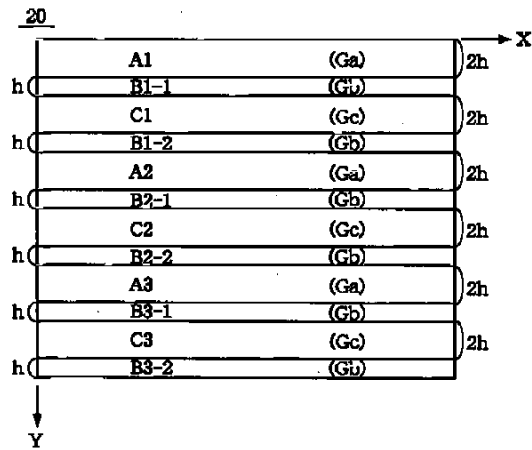 20
X
A1 (Ga) 2h
h B1-1 (Gb)
C1 (Gc) 2h
h B1-2 (Gb)
A2 (Ga) 2h
h B2-1 (Gb)
C2 (Gc) 2h
h B2-2 (Gb)
A3 (Ga) 2h
h B3-1 (Gb)
C3 (Gc) 2h
h B3-2 (Gb)
Y